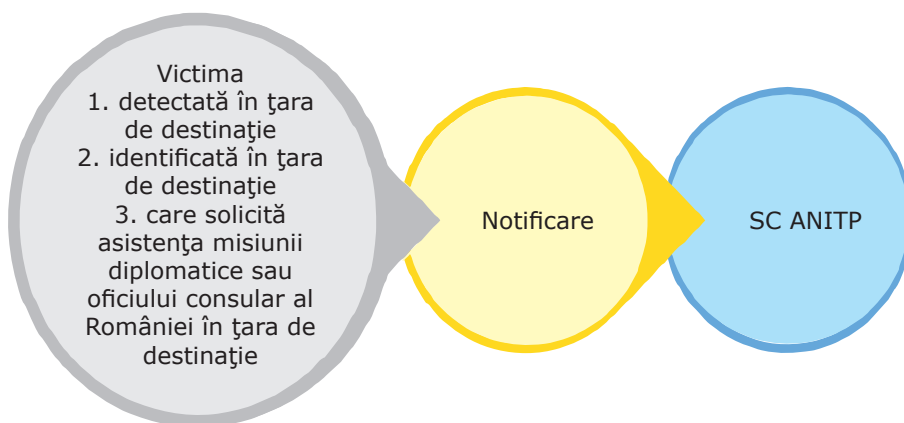 Victima
1. detectată în ţara
de destinaţie
2. identificată în ţara
de destinaţie
3. care solicită
asistenţa misiunii
diplomatice sau
oficiului consular al
României în ţara de
destinaţie
Notificare
SC ANITP